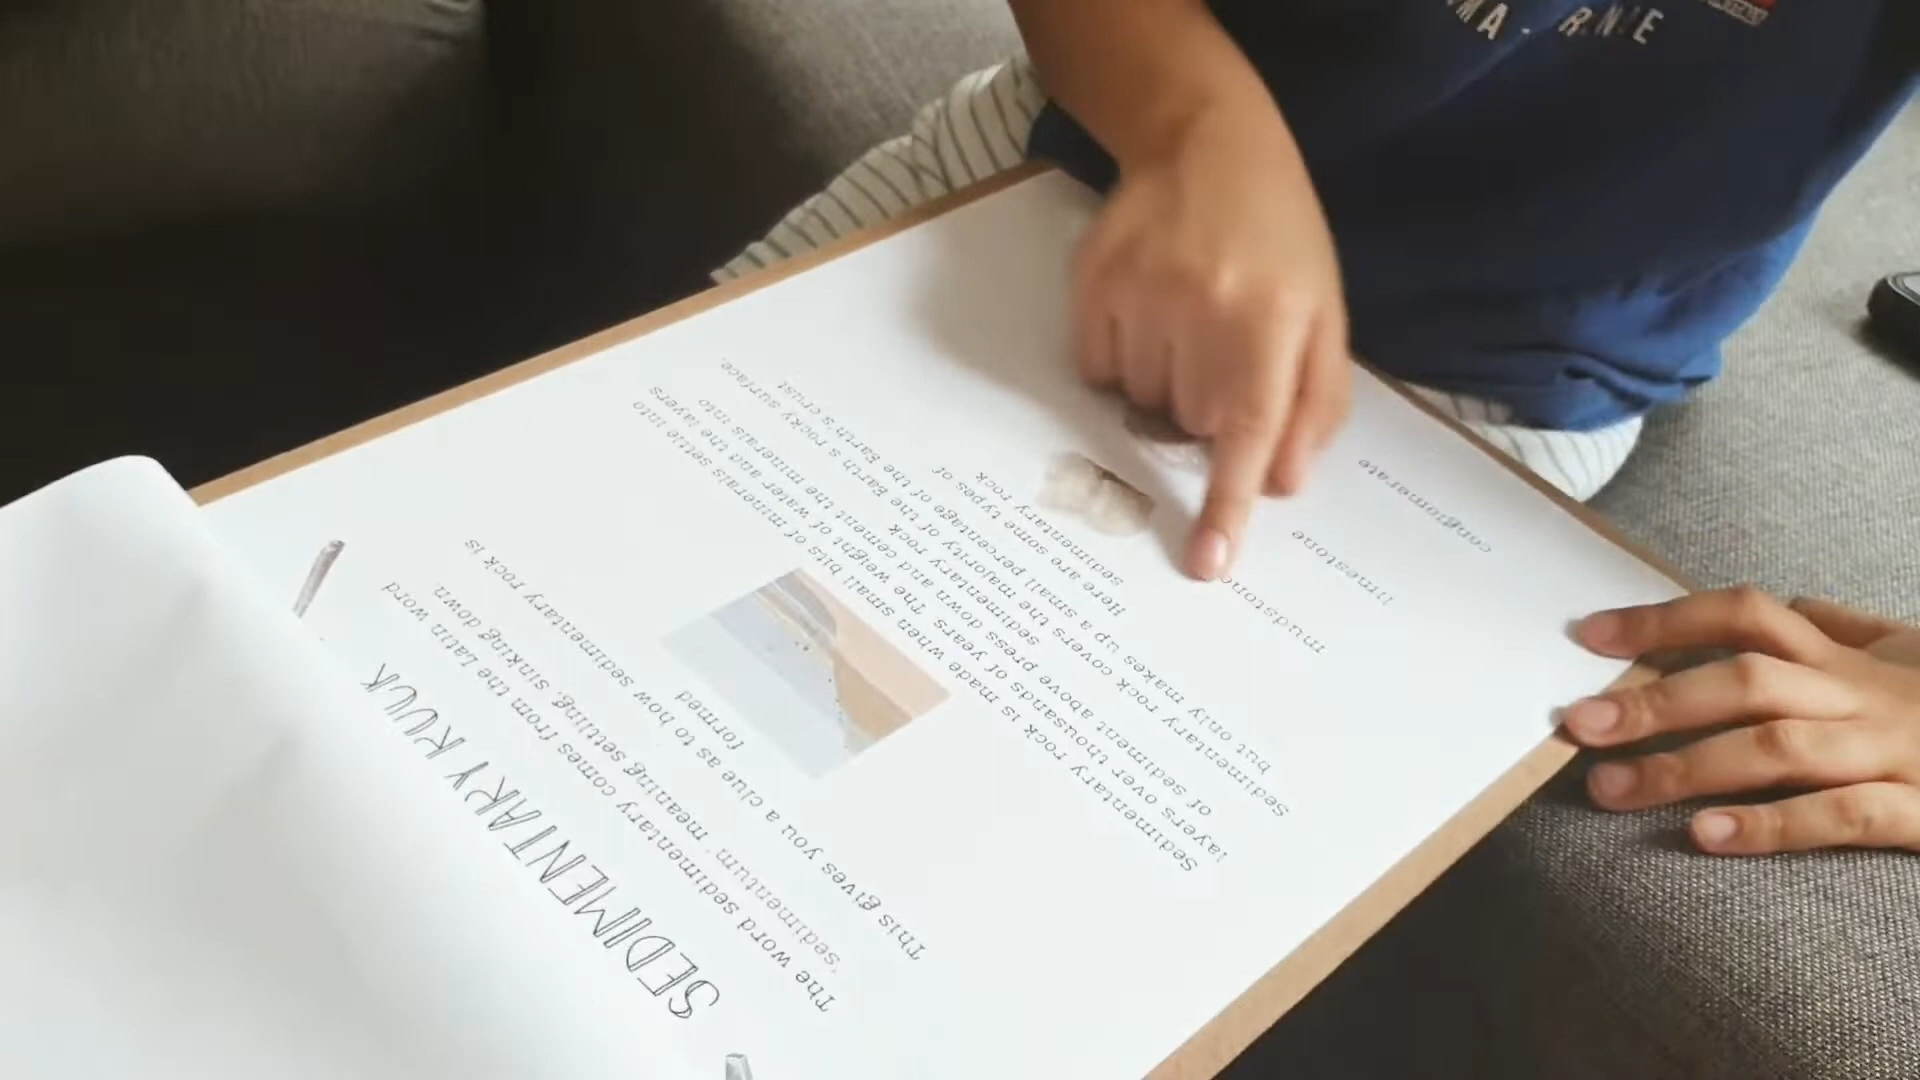 SEDIMENTARY ROCK
The word sedimentary comes from the Latin word
'sedimentum', meaning settling, sinking down.
This gives you a clue as to how sedimentary rock is
formed
Sedimentary rock is made when small bits of minerals settle into
layers over thousands of years. The weight of water and the layers
of sediment above press down and cement the minerals into
sedimentary rock
Sedimentary rock covers the majority of the Earth's rocky surface,
but only makes up a small percentage of the Earth's crust
Here are some types of
sedimentary rock
mudstone
limestone
conglomerate